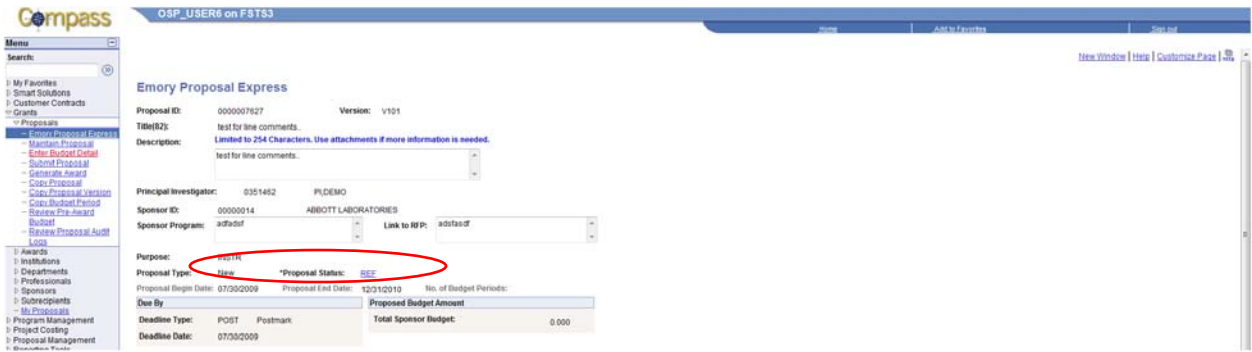 Compass
OSP_USER6 on FSTS3
Home Add to Favorites Sign out
Menu
Search:
New Window | Help | Customize Page | http
My Favorites
Smart Solutions
Customer Contracts
Grants
Proposals
Emory Proposal Express
Maintain Proposal
Enter Budget Detail
Submit Proposal
Generate Award
Copy Proposal
Copy Proposal Version
Copy Budget Period
Review Pre-Award
Budget
Review Proposal Audit
Logs
Awards
Institutions
Departments
Professionals
Sponsors
Subrecipients
My Proposals
Program Management
Project Costing
Proposal Management
Reporting Tools
Emory Proposal Express
Proposal ID: 0000007627 Version: V101
Title(82): test for line comments..
Description: Limited to 254 Characters. Use attachments if more information is needed.
test for line comments..
Principal Investigator: 0351462 PI,DEMO
Sponsor ID: 00000014 ABBOTT LABORATORIES
Sponsor Program: adfadsf Link to RFP: adsfasdf
Purpose: INSTR
Proposal Type: New *Proposal Status: REF
Proposal Begin Date: 07/30/2009 Proposal End Date: 12/31/2010 No. of Budget Periods:
Due By Proposed Budget Amount
Deadline Type: POST Postmark Total Sponsor Budget: 0.000
Deadline Date: 07/30/2009